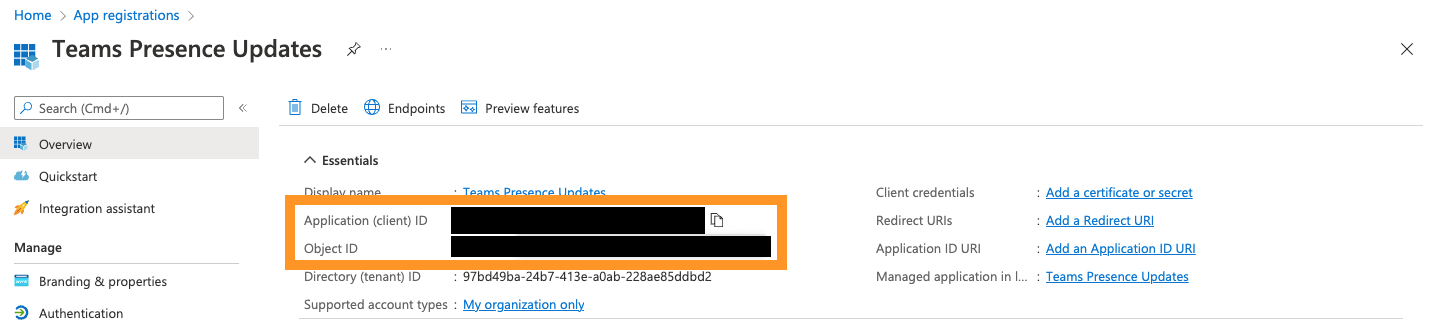 Home > App registrations >
Teams Presence Updates ...
Search (Cmd+/) «
Overview
Quickstart
Integration assistant
Manage
Branding & properties
Authentication
Delete Endpoints Preview features
Essentials
Display name : Teams Presence Updates
Application (client) ID
Object ID
Directory (tenant) ID : 97bd49ba-24b7-413e-a0ab-228ae85ddbd2
Supported account types : My organization only
Client credentials : Add a certificate or secret
Redirect URIs : Add a Redirect URI
Application ID URI : Add an Application ID URI
Managed application in l... : Teams Presence Updates